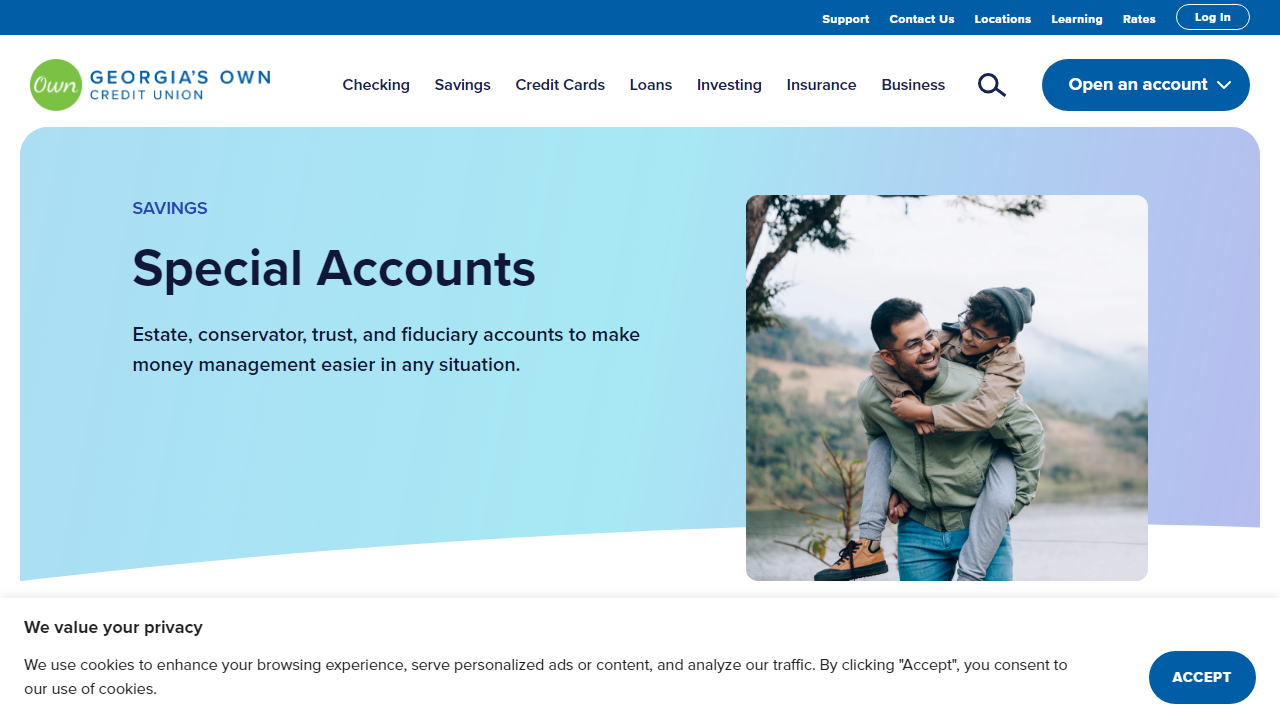 Support Contact Us Locations Learning Rates Log In
Own GEORGIA'S OWN
CREDIT UNION
Checking Savings Credit Cards Loans Investing Insurance Business Open an account
SAVINGS
Special Accounts
Estate, conservator, trust, and fiduciary accounts to make
money management easier in any situation.
We value your privacy
We use cookies to enhance your browsing experience, serve personalized ads or content, and analyze our traffic. By clicking "Accept", you consent to
our use of cookies.
ACCEPT